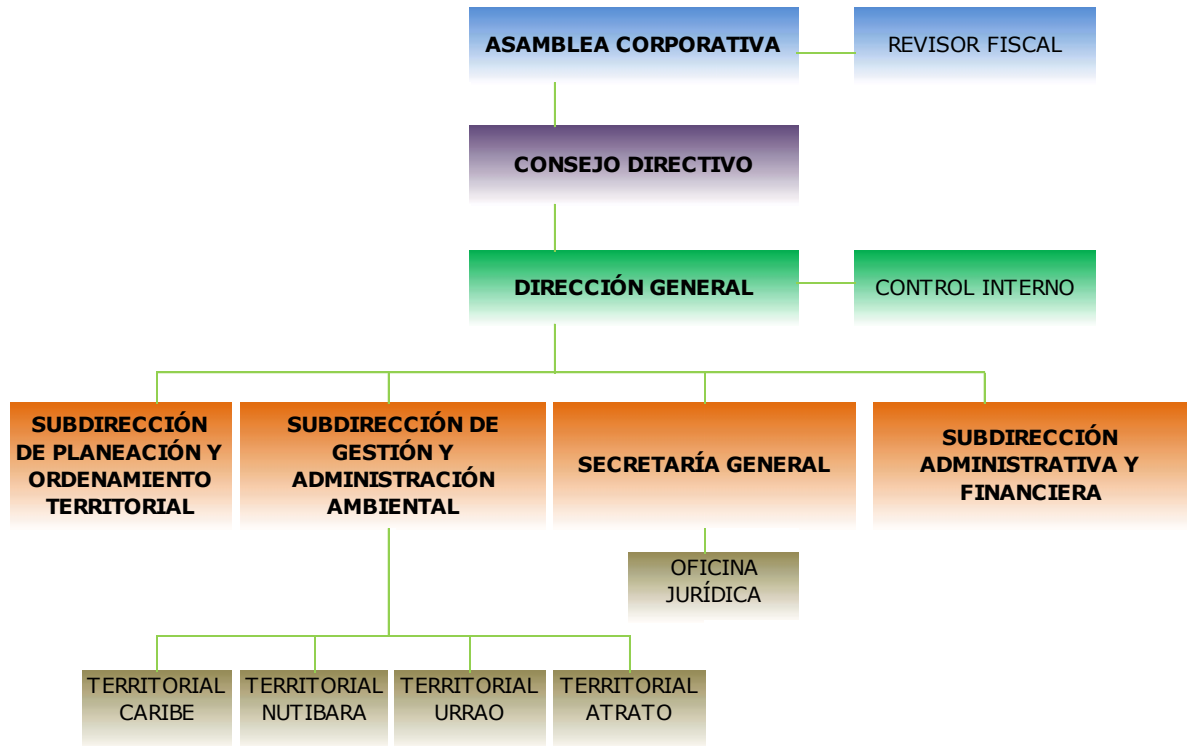 ASAMBLEA CORPORATIVA
REVISOR FISCAL
CONSEJO DIRECTIVO
DIRECCIÓN GENERAL
CONTROL INTERNO
SUBDIRECCIÓN
DE PLANEACIÓN Y
ORDENAMIENTO
TERRITORIAL
SUBDIRECCIÓN DE
GESTIÓN Y
ADMINISTRACIÓN
AMBIENTAL
SECRETARÍA GENERAL
SUBDIRECCIÓN
ADMINISTRATIVA Y
FINANCIERA
OFICINA
JURÍDICA
TERRITORIAL
CARIBE
TERRITORIAL
NUTIBARA
TERRITORIAL
URRAO
TERRITORIAL
ATRATO